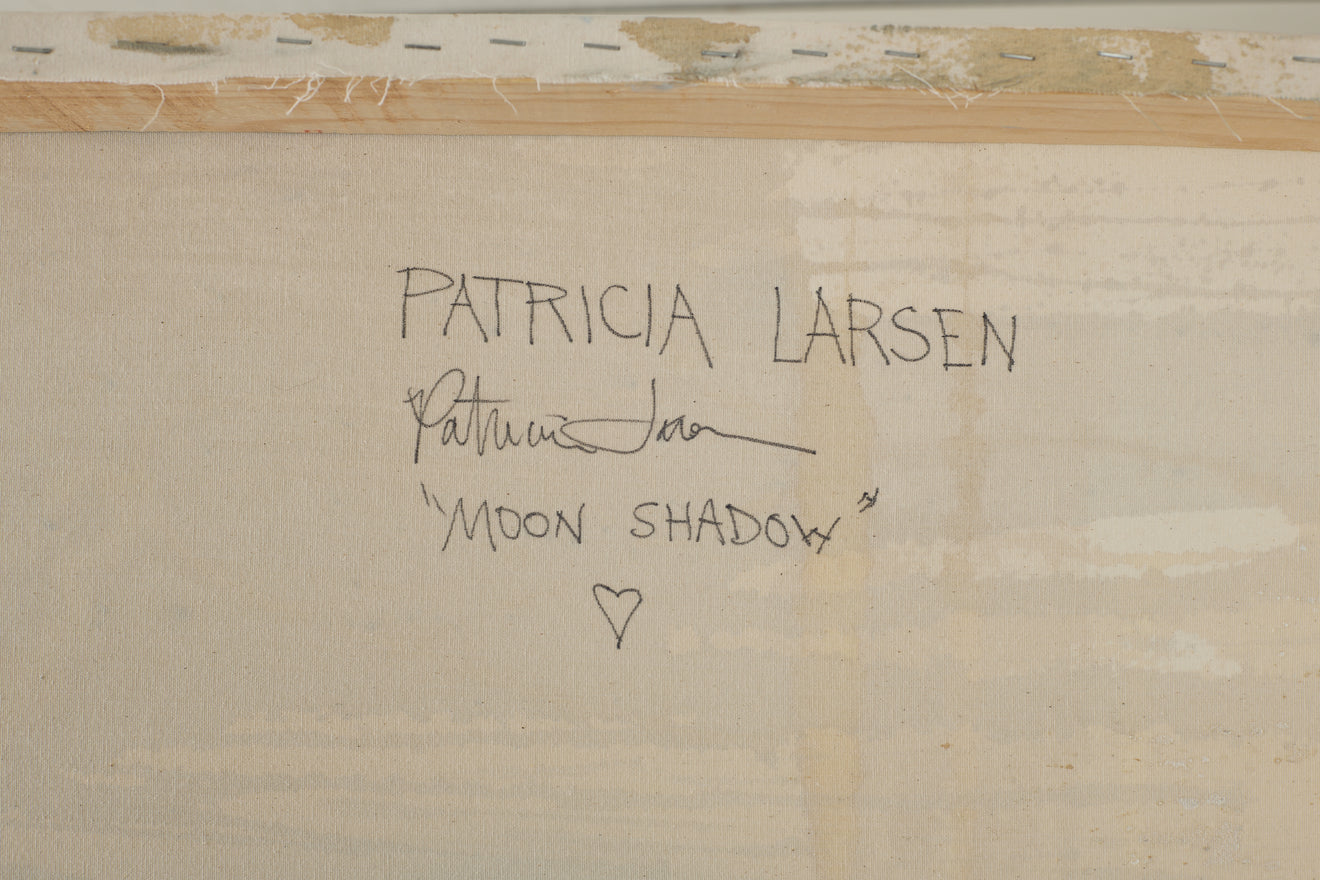 PATRICIA LARSEN
Patricia Larsen
"MOON SHADOW"